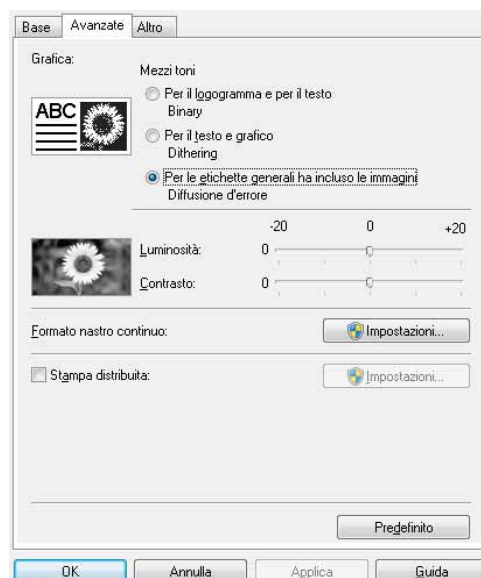 Base Avanzate Altro
Grafica:
Mezzi toni
Per il logogramma e per il testo
Binary
ABC
Per il testo e grafico
Dithering
Per le etichette generali ha incluso le immagini
Diffusione d'errore
-20 0 +20
Luminosità: 0
Contrasto: 0
Formato nastro continuo: Impostazioni...
Stampa distribuita: Impostazioni...
Predefinito
OK Annulla Applica Guida